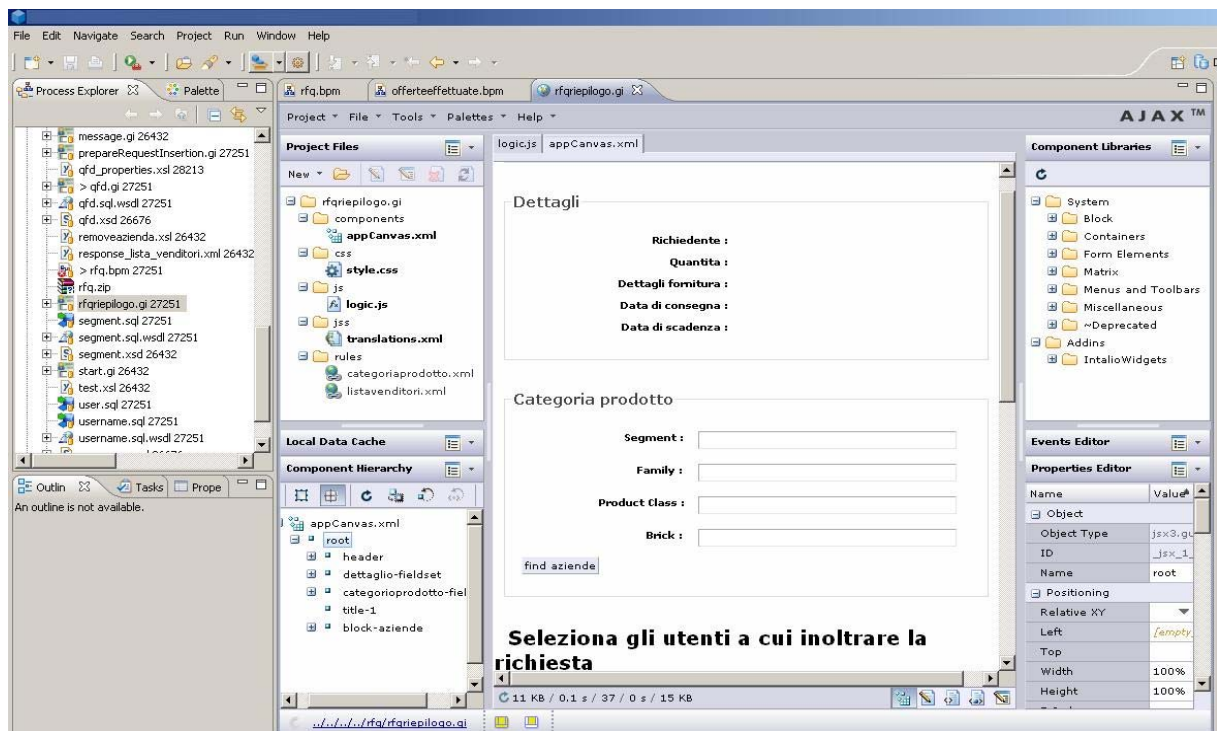 File Edit Navigate Search Project Run Window Help
Process Explorer Palette
message.gi 26432
prepareRequestInsertion.gi 27251
qfd_properties.xsl 28213
> qfd.gi 27251
qfd.sql.wsdl 27251
qfd.xsd 26676
removeazienda.xsl 26432
response_lista_venditori.xml 26432
> rfq.bpm 27251
rfq.zip
rfqriepilogo.gi 27251
segment.sql 27251
segment.sql.wsdl 27251
segment.xsd 26432
start.gi 26432
test.xsl 26432
user.sql 27251
username.sql 27251
username.sql.wsdl 27251
Outlin Tasks Prope
An outline is not available.
rfq.bpm offerteeffettuate.bpm rfqriepilogo.gi
Project File Tools Palettes Help AJAX TM
Project Files
New
rfqriepilogo.gi
components
appCanvas.xml
css
style.css
js
logic.js
jss
translations.xml
rules
categoriaprodotto.xml
listavenditori.xml
Local Data Cache
Component Hierarchy
appCanvas.xml
root
header
dettaglio-fieldset
categorioprodotto-fiel
title-1
block-aziende
../../../../rfq/rfqriepilogo.gi
logic.js appCanvas.xml
Dettagli
Richiedente :
Quantita :
Dettagli fornitura :
Data di consegna :
Data di scadenza :
Categoria prodotto
Segment :
Family :
Product Class :
Brick :
find aziende
Seleziona gli utenti a cui inoltrare la
richiesta
11 KB / 0.1 s / 37 / 0 s / 15 KB
Component Libraries
System
Block
Containers
Form Elements
Matrix
Menus and Toolbars
Miscellaneous
~Deprecated
Addins
IntalioWidgets
Events Editor
Properties Editor
Name Value
Object
Object Type jsx3.gu
ID _jsx_1_
Name root
Positioning
Relative XY
Left [empty
Top
Width 100%
Height 100%